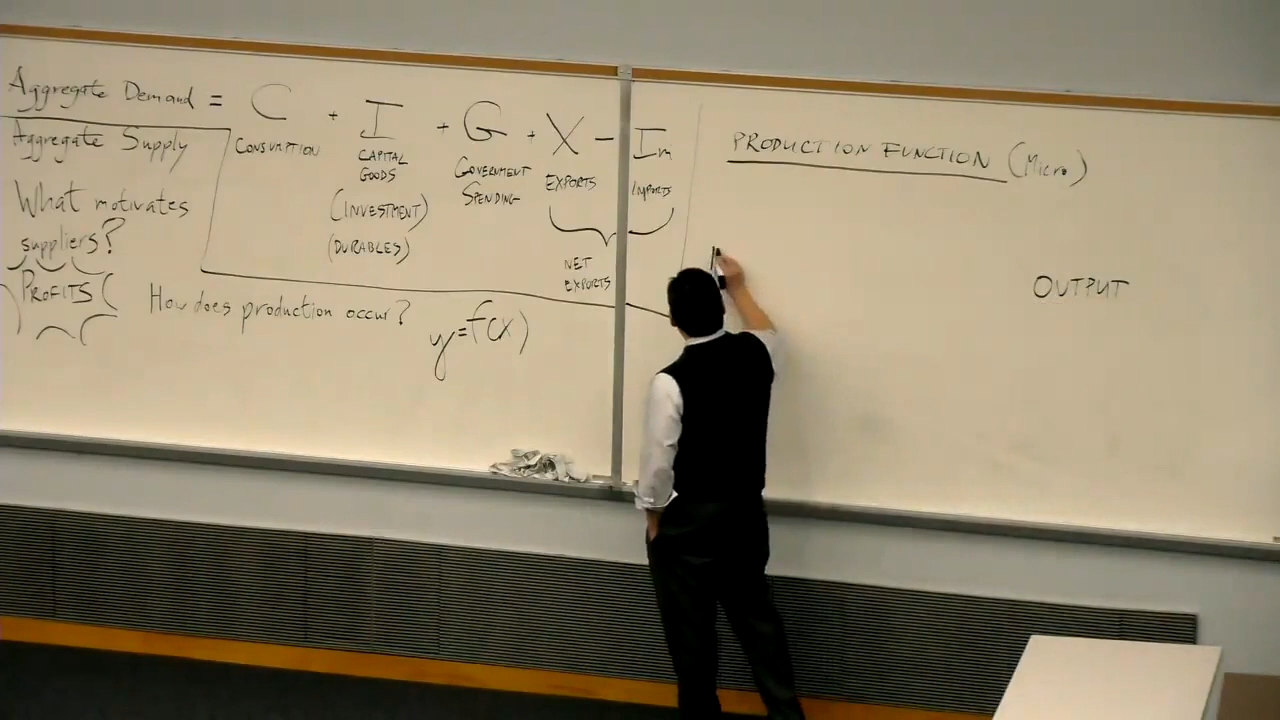 Aggregate Demand = C + I + G + X - Im
CONSUMPTION
CAPITAL
GOODS
(INVESTMENT)
(DURABLES)
GOVERNMENT
SPENDING
EXPORTS
IMPORTS
NET
EXPORTS
Aggregate Supply
What motivates
suppliers?
PROFITS
How does production occur?
y=f(x)
PRODUCTION FUNCTION (Micro)
OUTPUT